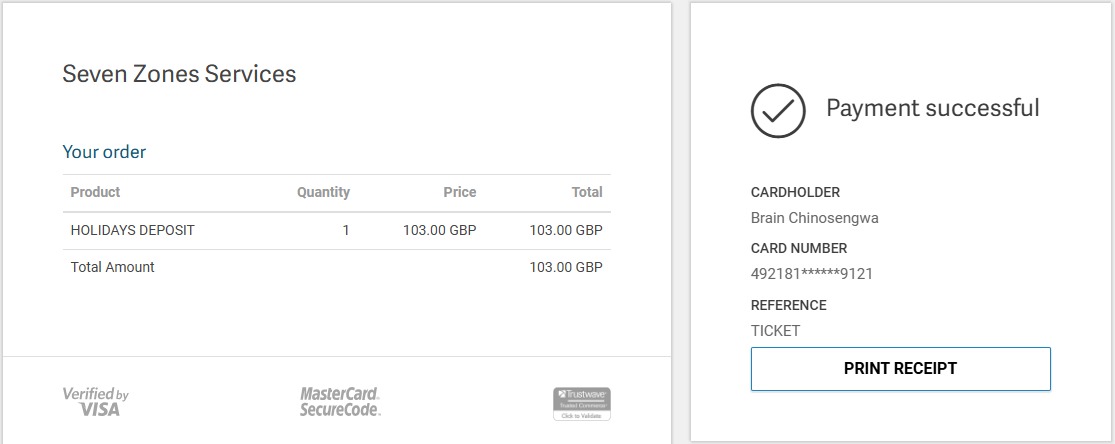 Seven Zones Services
Your order
Product Quantity Price Total
HOLIDAYS DEPOSIT 1 103.00 GBP 103.00 GBP
Total Amount 103.00 GBP
Verified by
VISA
MasterCard.
SecureCode.
Trustwave
Trusted Commerce
Click to Validate
Payment successful
CARDHOLDER
Brain Chinosengwa
CARD NUMBER
492181******9121
REFERENCE
TICKET
PRINT RECEIPT